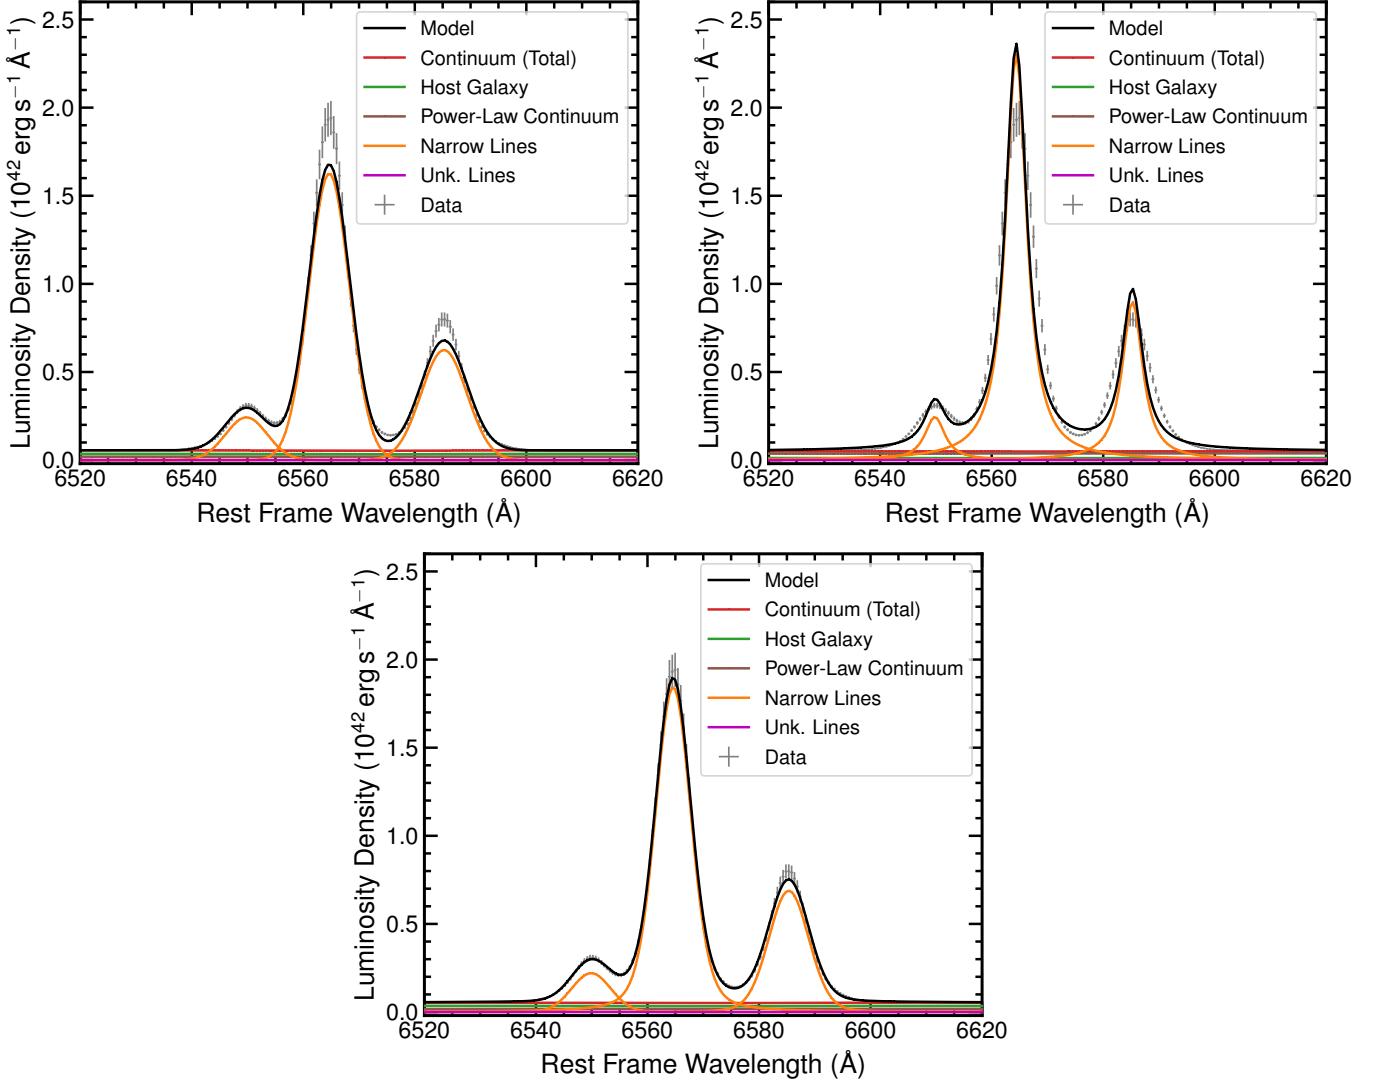 Luminosity Density (10^42 erg s^−1 Å^−1)
2.5
2.0
1.5
1.0
0.5
0.0
Model
Continuum (Total)
Host Galaxy
Power-Law Continuum
Narrow Lines
Unk. Lines
Data
6520 6540 6560 6580 6600 6620
Rest Frame Wavelength (Å)
Luminosity Density (10^42 erg s^−1 Å^−1)
2.5
2.0
1.5
1.0
0.5
0.0
Model
Continuum (Total)
Host Galaxy
Power-Law Continuum
Narrow Lines
Unk. Lines
Data
6520 6540 6560 6580 6600 6620
Rest Frame Wavelength (Å)
Luminosity Density (10^42 erg s^−1 Å^−1)
2.5
2.0
1.5
1.0
0.5
0.0
Model
Continuum (Total)
Host Galaxy
Power-Law Continuum
Narrow Lines
Unk. Lines
Data
6520 6540 6560 6580 6600 6620
Rest Frame Wavelength (Å)